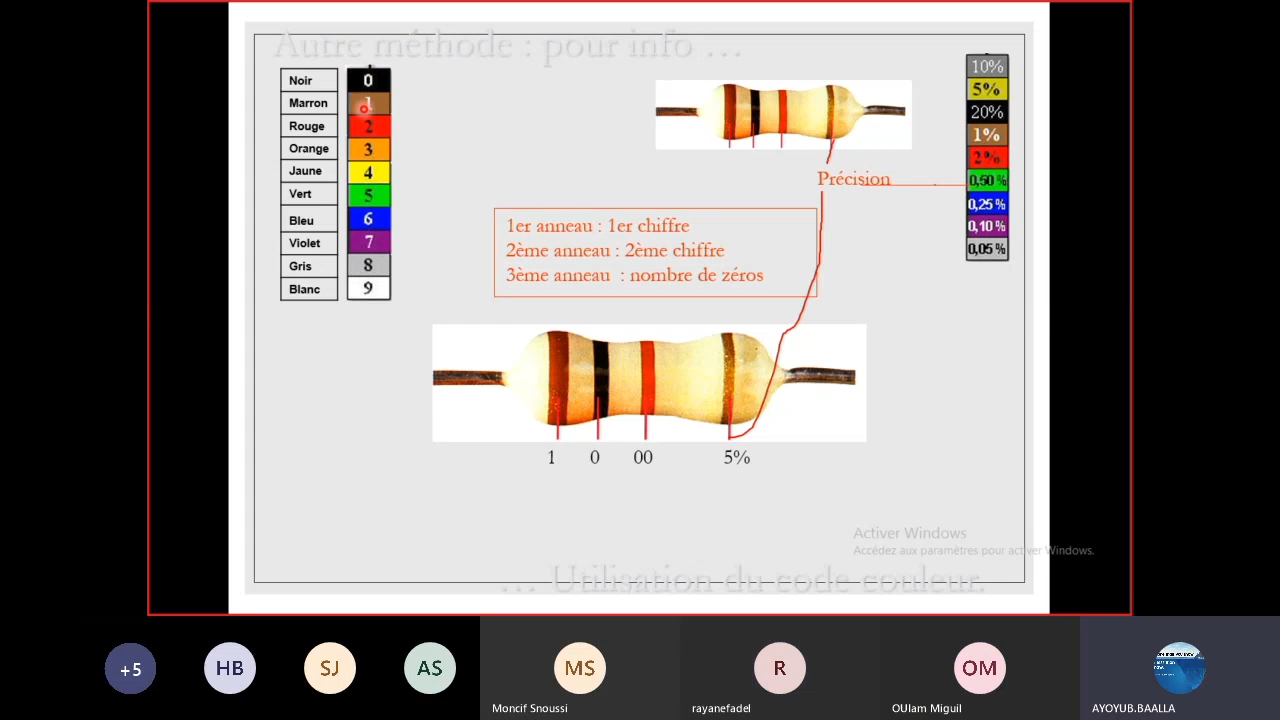 Autre méthode : pour info ...
Noir 0
Marron 1
Rouge 2
Orange 3
Jaune 4
Vert 5
Bleu 6
Violet 7
Gris 8
Blanc 9
10%
5%
20%
1%
2%
0,50 %
0,25 %
0,10 %
0,05 %
Précision
1er anneau : 1er chiffre
2ème anneau : 2ème chiffre
3ème anneau : nombre de zéros
1 0 00 5%
Activer Windows
Accédez aux paramètres pour activer Windows.
... Utilisation du code couleur.
+5
HB
SJ
AS
MS
Moncif Snoussi
R
rayanefadel
OM
OUlam Miguil
AYOYUB.BAALLA